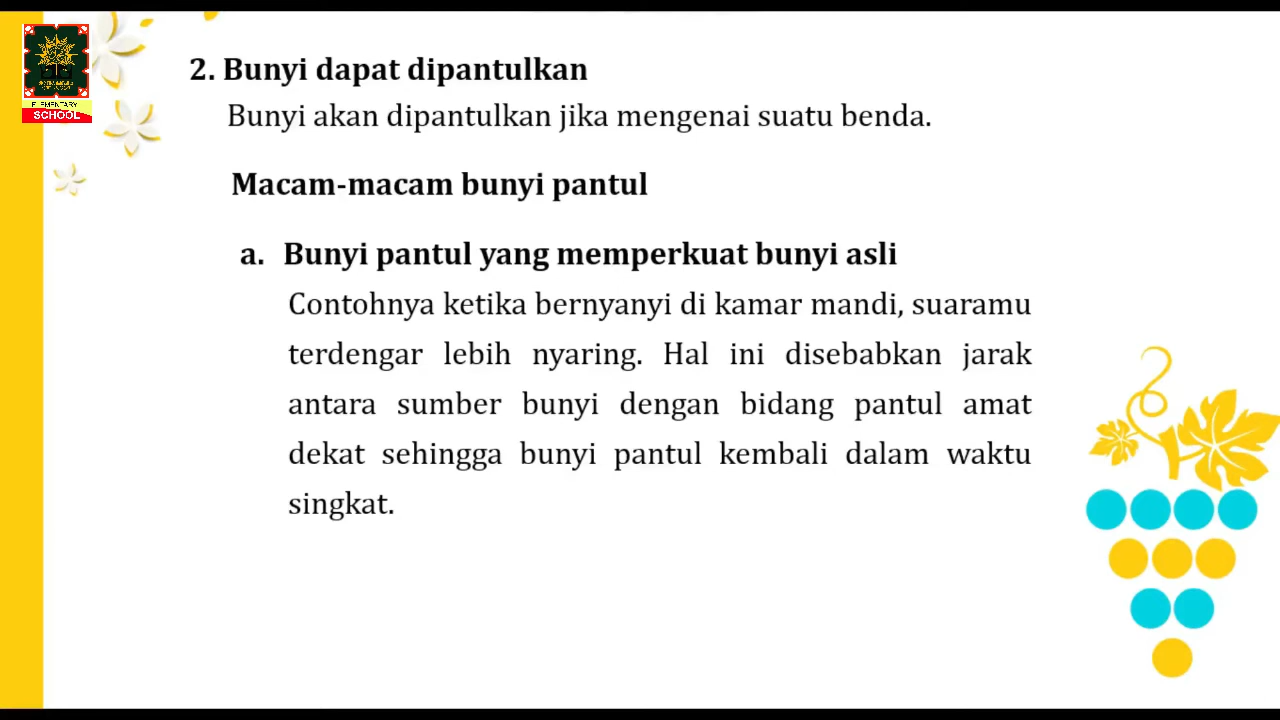 ELEMENTARY
SCHOOL
2. Bunyi dapat dipantulkan
Bunyi akan dipantulkan jika mengenai suatu benda.
Macam-macam bunyi pantul
a. Bunyi pantul yang memperkuat bunyi asli
Contohnya ketika bernyanyi di kamar mandi, suaramu
terdengar lebih nyaring. Hal ini disebabkan jarak
antara sumber bunyi dengan bidang pantul amat
dekat sehingga bunyi pantul kembali dalam waktu
singkat.